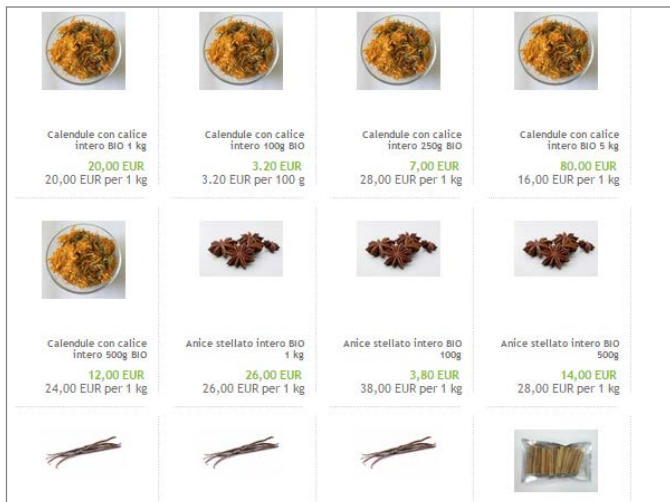 Calendule con calice
intero BIO 1 kg
20,00 EUR
20,00 EUR per 1 kg
Calendule con calice
intero 100g BIO
3.20 EUR
3.20 EUR per 100 g
Calendule con calice
intero 250g BIO
7,00 EUR
28,00 EUR per 1 kg
Calendule con calice
intero BIO 5 kg
80.00 EUR
16,00 EUR per 1 kg
Calendule con calice
intero 500g BIO
12,00 EUR
24,00 EUR per 1 kg
Anice stellato intero BIO
1 kg
26,00 EUR
26,00 EUR per 1 kg
Anice stellato intero BIO
100g
3,80 EUR
38,00 EUR per 1 kg
Anice stellato intero BIO
500g
14,00 EUR
28,00 EUR per 1 kg